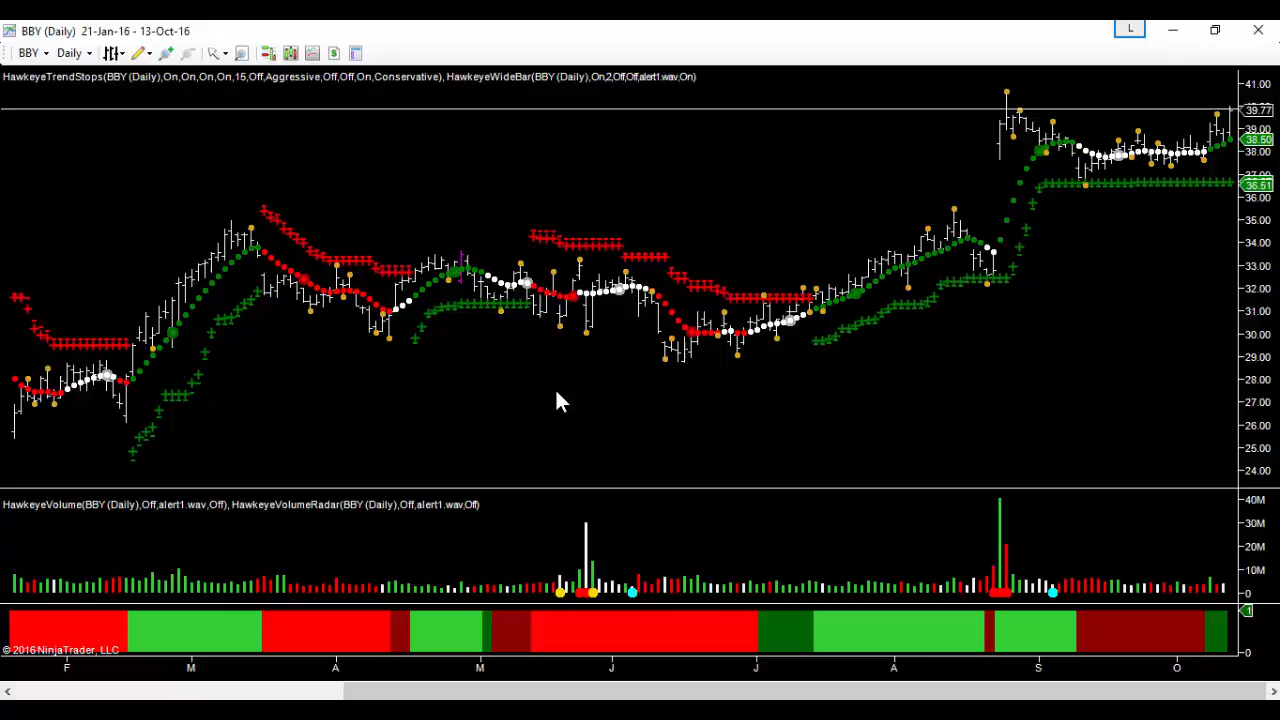 BBY (Daily) 21-Jan-16 - 13-Oct-16
L
BBY Daily
HawkeyeTrendStops(BBY (Daily),On,On,On,On,15,Off,Aggressive,Off,Off,On,Conservative), HawkeyeWideBar(BBY (Daily),On,2,Off,Off,alert1.wav,On)
41.00
39.77
39.00
38.50
38.00
36.51
36.00
35.00
34.00
33.00
32.00
31.00
30.00
29.00
28.00
27.00
26.00
25.00
24.00
HawkeyeVolume(BBY (Daily),Off,alert1.wav,Off), HawkeyeVolumeRadar(BBY (Daily),Off,alert1.wav,Off)
40M
30M
20M
10M
0
1
0
© 2016 NinjaTrader, LLC
F M A M J J A S O